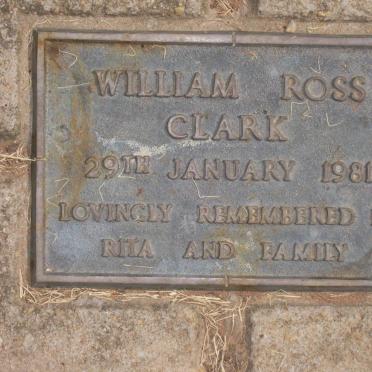 WILLIAM ROSS
CLARK
29TH JANUARY 1981
LOVINGLY REMEMBERED
RITA AND FAMILY